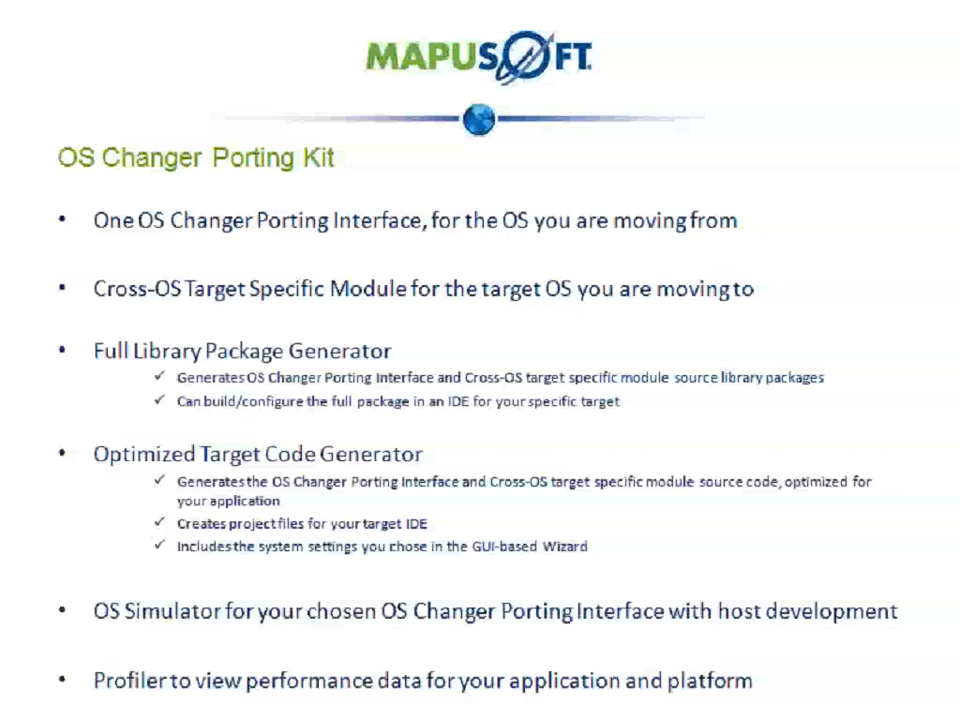 MAPUSOFT
OS Changer Porting Kit
• One OS Changer Porting Interface, for the OS you are moving from
• Cross-OS Target Specific Module for the target OS you are moving to
• Full Library Package Generator
✓ Generates OS Changer Porting Interface and Cross-OS target specific module source library packages
✓ Can build/configure the full package in an IDE for your specific target
• Optimized Target Code Generator
✓ Generates the OS Changer Porting Interface and Cross-OS target specific module source code, optimized for
your application
✓ Creates project files for your target IDE
✓ Includes the system settings you chose in the GUI-based Wizard
• OS Simulator for your chosen OS Changer Porting Interface with host development
• Profiler to view performance data for your application and platform